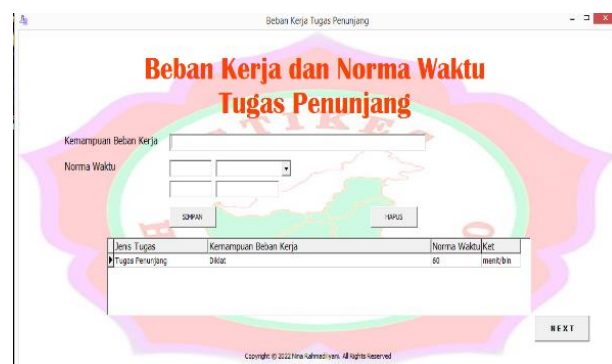 Beban Kerja Tugas Penunjang
Beban Kerja dan Norma Waktu
Tugas Penunjang
Kemampuan Beban Kerja
Norma Waktu
SIMPAN
HAPUS
Jenis Tugas Kemampuan Beban Kerja Norma Waktu Ket
Tugas Penunjang Diklat 60 menit/bln
NEXT
Copyright © 2022 Nina Rahmadiliyani. All Rights Reserved